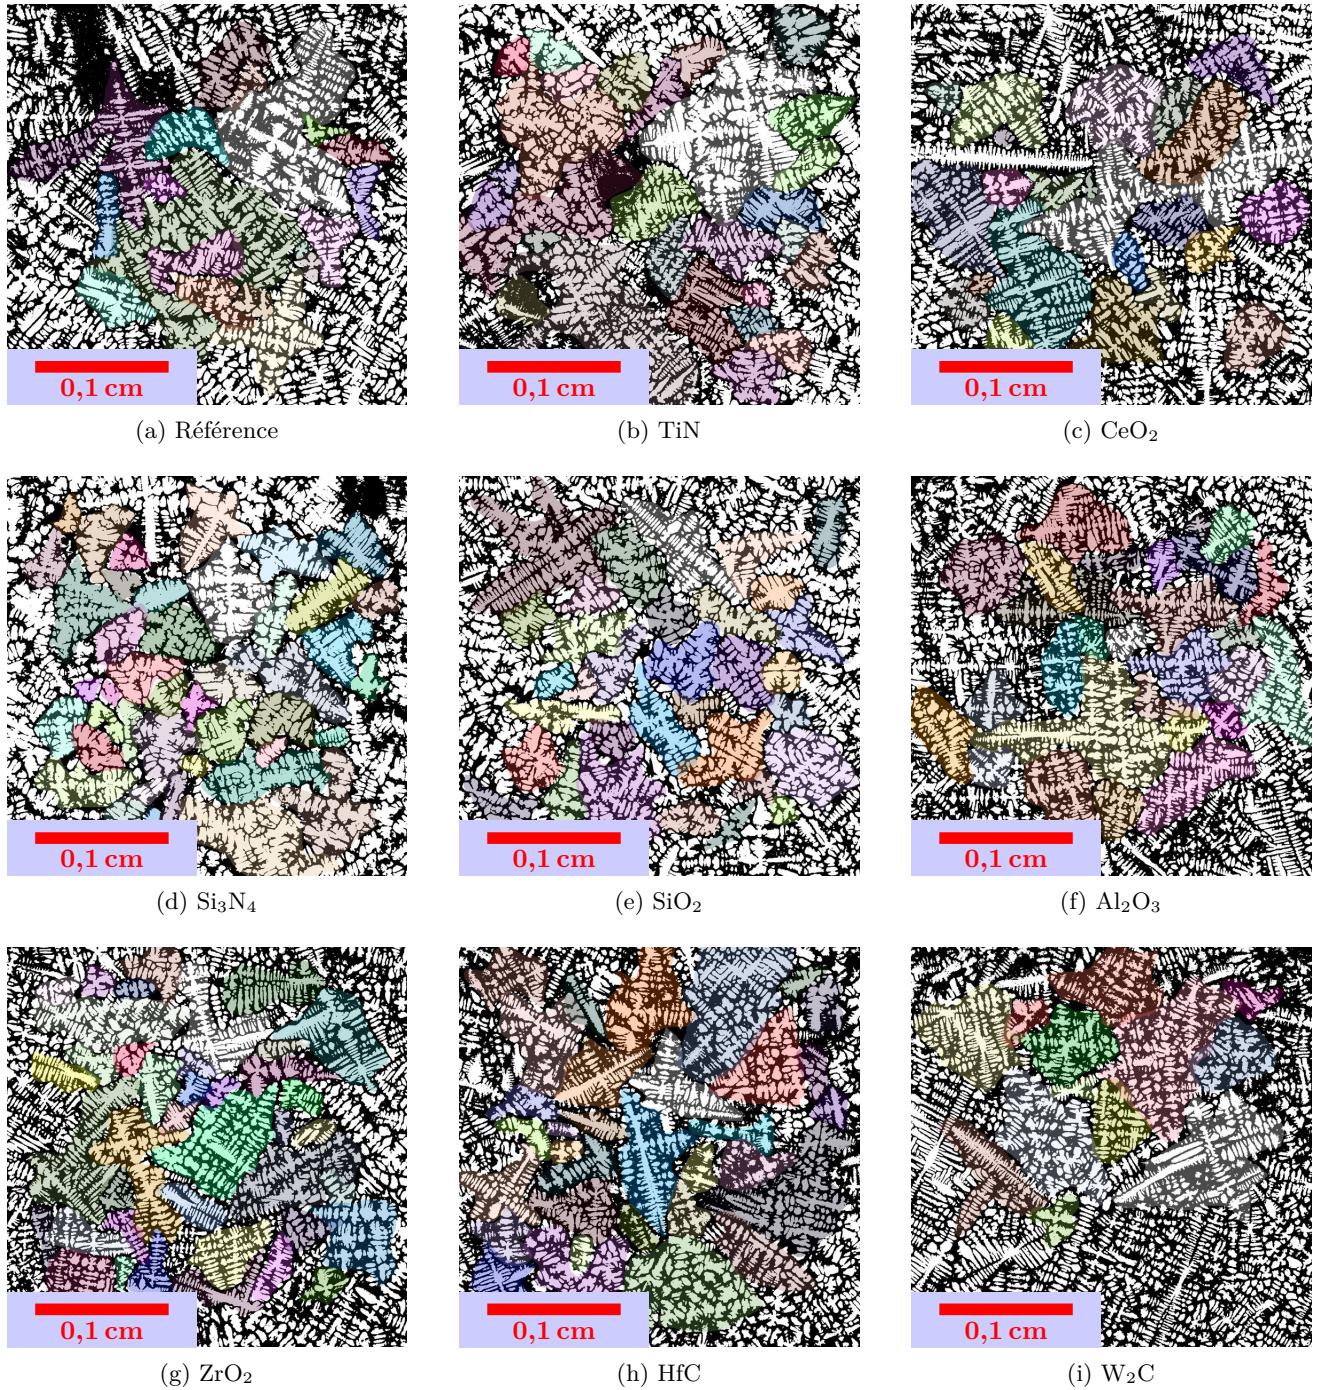 0,1 cm
0,1 cm
0,1 cm
(a) Référence
(b) TiN
(c) CeO₂
0,1 cm
0,1 cm
0,1 cm
(d) Si₃N₄
(e) SiO₂
(f) Al₂O₃
0,1 cm
0,1 cm
0,1 cm
(g) ZrO₂
(h) HfC
(i) W₂C